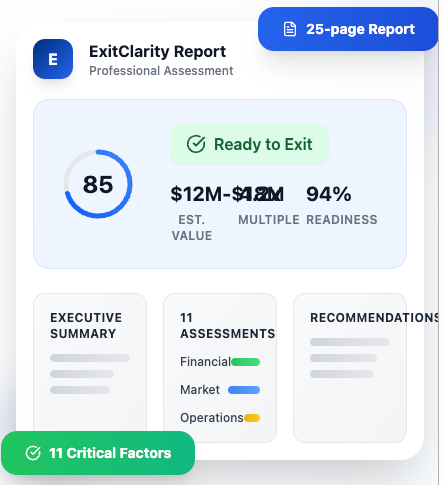 25-page Report
E
ExitClarity Report
Professional Assessment
85
Ready to Exit
$12M-$18M 4.2x 94%
EST. VALUE MULTIPLE READINESS
EXECUTIVE SUMMARY
11 ASSESSMENTS
Financial
Market
Operations
RECOMMENDATIONS
11 Critical Factors